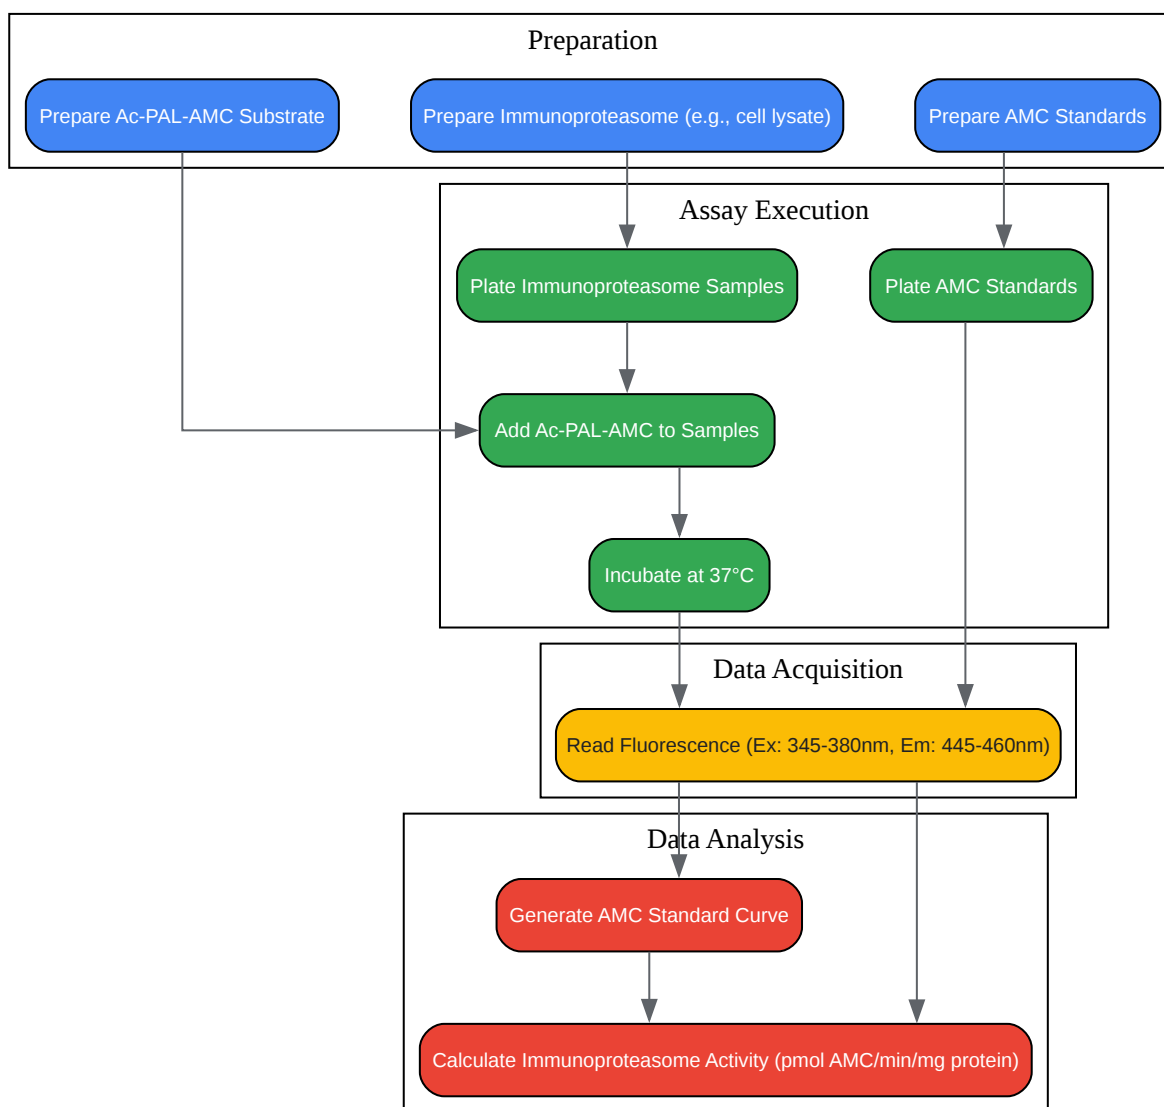 Preparation
Prepare Ac-PAL-AMC Substrate
Prepare Immunoproteasome (e.g., cell lysate)
Prepare AMC Standards
Assay Execution
Plate Immunoproteasome Samples
Plate AMC Standards
Add Ac-PAL-AMC to Samples
Incubate at 37°C
Data Acquisition
Read Fluorescence (Ex: 345-380nm, Em: 445-460nm)
Data Analysis
Generate AMC Standard Curve
Calculate Immunoproteasome Activity (pmol AMC/min/mg protein)